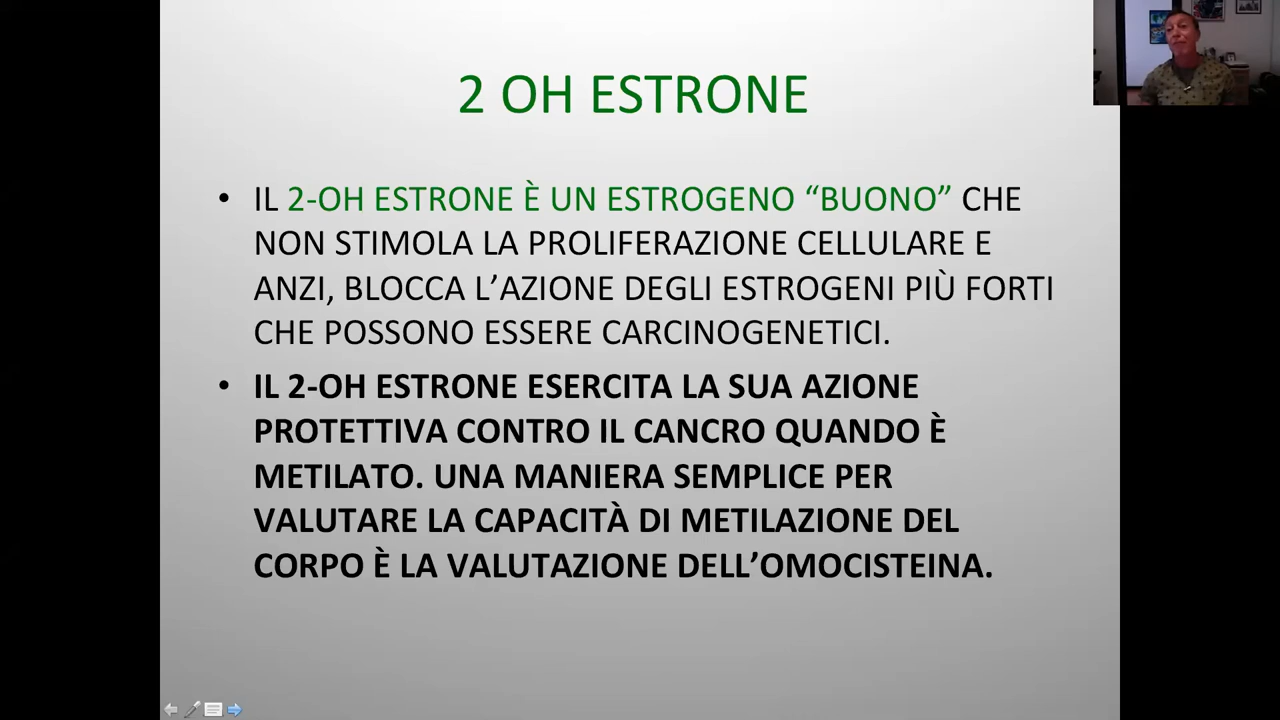 2 OH ESTRONE
• IL 2-OH ESTRONE È UN ESTROGENO “BUONO” CHE
NON STIMOLA LA PROLIFERAZIONE CELLULARE E
ANZI, BLOCCA L’AZIONE DEGLI ESTROGENI PIÙ FORTI
CHE POSSONO ESSERE CARCINOGENETICI.
• IL 2-OH ESTRONE ESERCITA LA SUA AZIONE
PROTETTIVA CONTRO IL CANCRO QUANDO È
METILATO. UNA MANIERA SEMPLICE PER
VALUTARE LA CAPACITÀ DI METILAZIONE DEL
CORPO È LA VALUTAZIONE DELL’OMOCISTEINA.